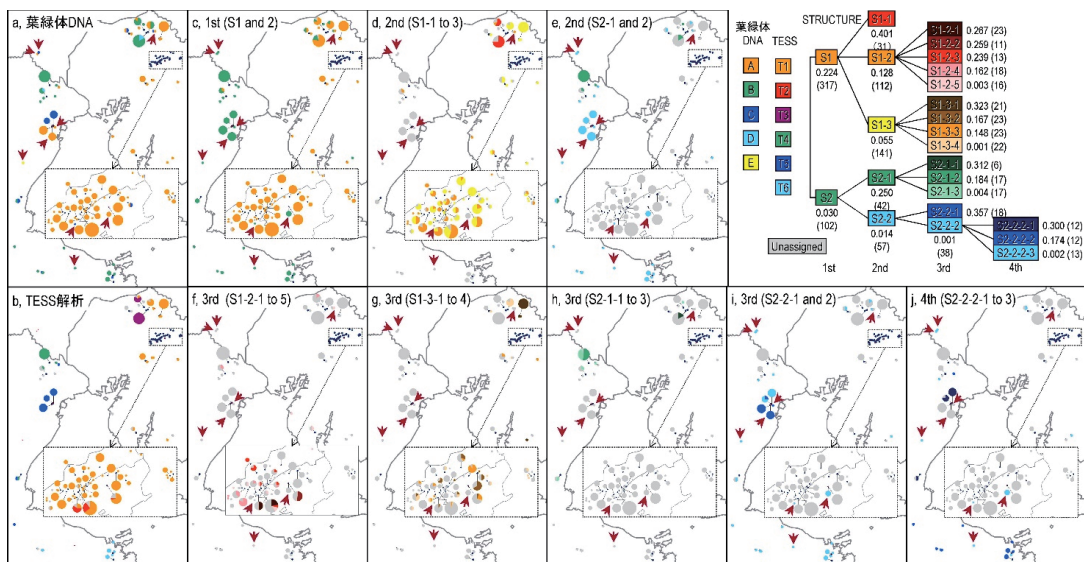 a, 葉緑体DNA
c, 1st (S1 and 2)
d, 2nd (S1-1 to 3)
e, 2nd (S2-1 and 2)
葉緑体
DNA
TESS
A
B
C
D
E
T1
T2
T3
T4
T5
T6
STRUCTURE
S1
0.224
(317)
S2
0.030
(102)
S1-1
0.401
(31)
S1-2
0.128
(112)
S1-3
0.055
(141)
S2-1
0.250
(42)
S2-2
0.014
(57)
S1-2-1 0.267 (23)
S1-2-2 0.259 (11)
S1-2-3 0.239 (13)
S1-2-4 0.162 (18)
S1-2-5 0.003 (16)
S1-3-1 0.323 (21)
S1-3-2 0.167 (23)
S1-3-3 0.148 (23)
S1-3-4 0.001 (22)
S2-1-1 0.312 (6)
S2-1-2 0.184 (17)
S2-1-3 0.004 (17)
S2-2-1 0.357 (18)
S2-2-2
0.001
(38)
S2-2-2-1 0.300 (12)
S2-2-2-2 0.174 (12)
S2-2-2-3 0.002 (13)
Unassigned
1st
2nd
3rd
4th
b, TESS解析
f, 3rd (S1-2-1 to 5)
g, 3rd (S1-3-1 to 4)
h, 3rd (S2-1-1 to 3)
i, 3rd (S2-2-1 and 2)
j, 4th (S2-2-2-1 to 3)